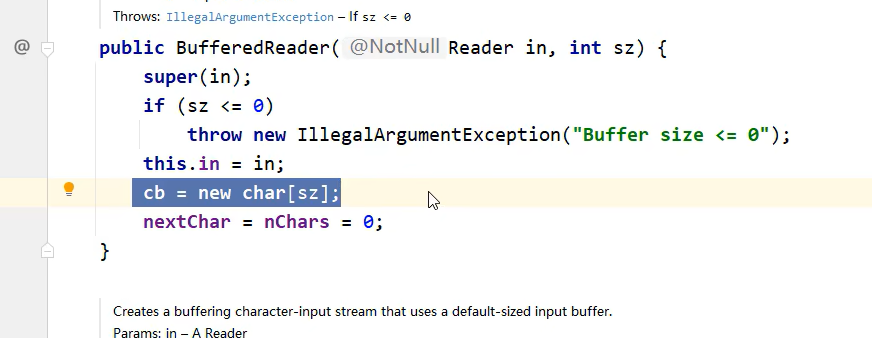 Throws: IllegalArgumentException – If sz <= 0
@ public BufferedReader( @NotNull Reader in, int sz) {
super(in);
if (sz <= 0)
throw new IllegalArgumentException("Buffer size <= 0");
this.in = in;
cb = new char[sz];
nextChar = nChars = 0;
}
Creates a buffering character-input stream that uses a default-sized input buffer.
Params: in – A Reader